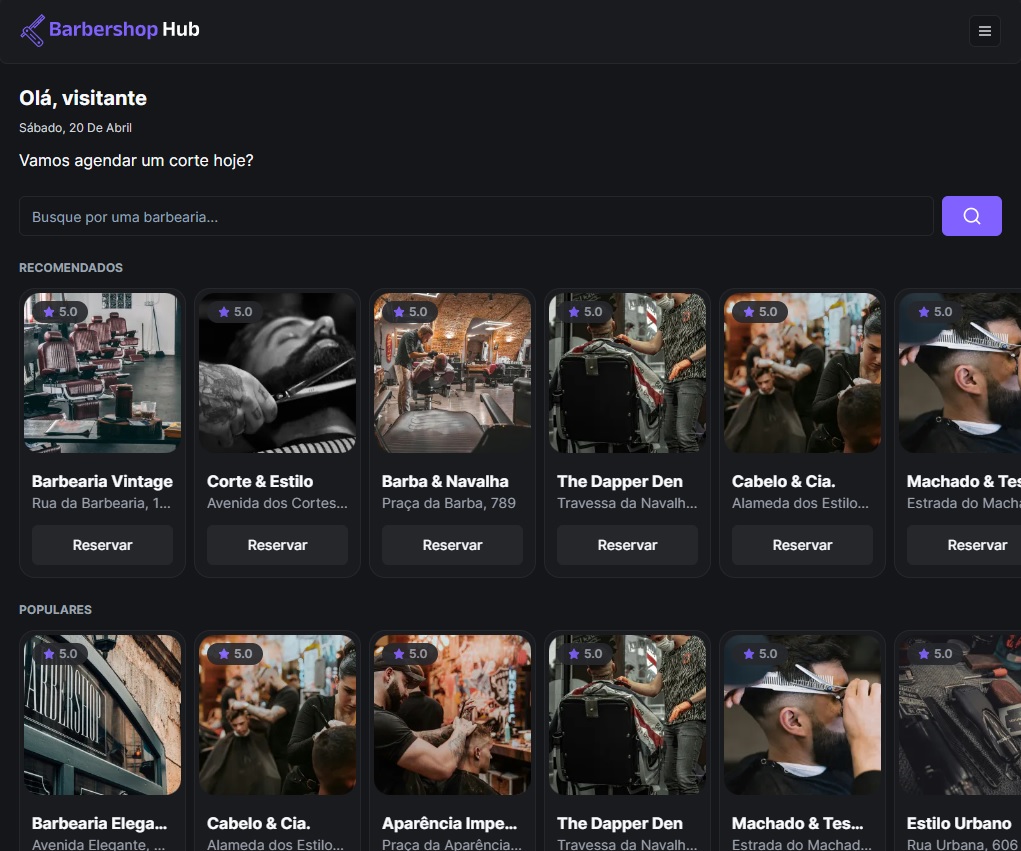 Barbershop Hub
Olá, visitante
Sábado, 20 De Abril
Vamos agendar um corte hoje?
Busque por uma barbearia...
RECOMENDADOS
5.0 5.0 5.0 5.0 5.0 5.0
Barbearia Vintage Corte & Estilo Barba & Navalha The Dapper Den Cabelo & Cia. Machado & Tes
Rua da Barbearia, 1... Avenida dos Cortes... Praça da Barba, 789 Travessa da Navalh... Alameda dos Estilo... Estrada do Macha
Reservar Reservar Reservar Reservar Reservar Reservar
POPULARES
5.0 5.0 5.0 5.0 5.0 5.0
Barbearia Elega... Cabelo & Cia. Aparência Impe... The Dapper Den Machado & Tes... Estilo Urbano
Avenida Elegante, ... Alameda dos Estilo... Praça da Aparência... Travessa da Navalh... Estrada do Machad... Rua Urbana, 606